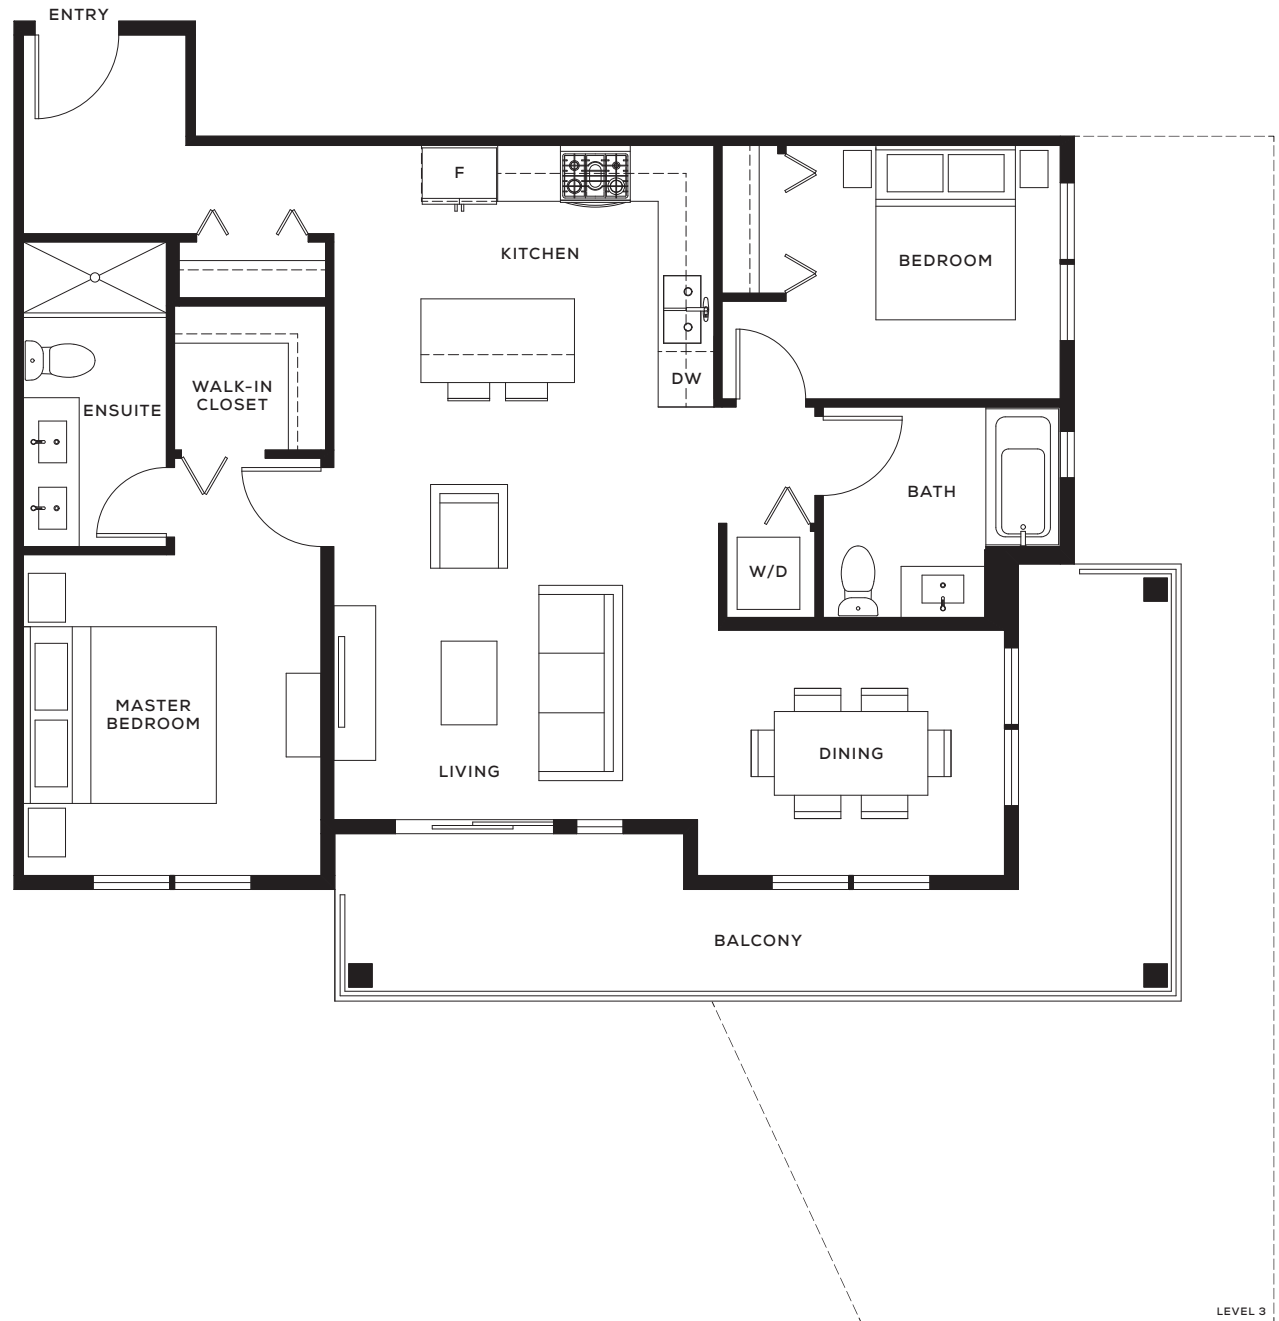 ENTRY
F
KITCHEN
BEDROOM
DW
WALK-IN
CLOSET
ENSUITE
BATH
W/D
MASTER
BEDROOM
LIVING
DINING
BALCONY
LEVEL 3